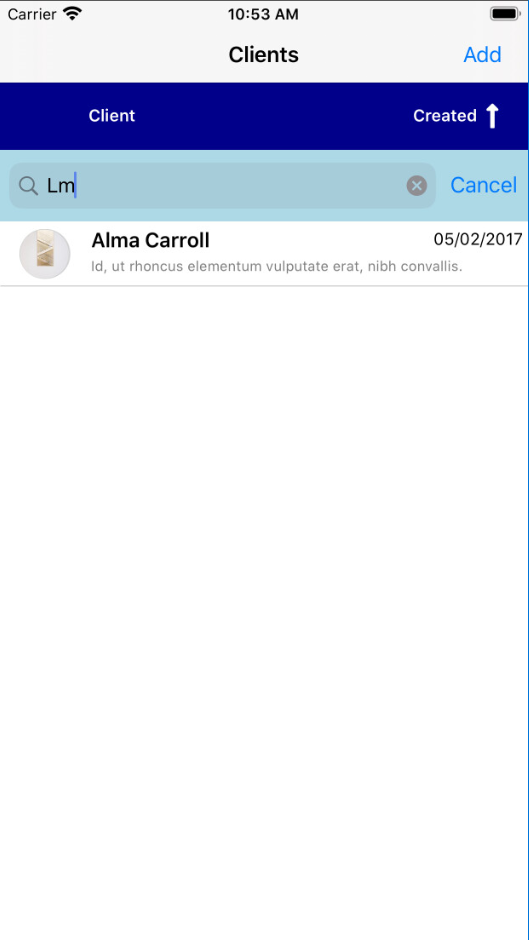 Carrier 10:53 AM
Clients Add
Client Created
Lm Cancel
Alma Carroll 05/02/2017
Id, ut rhoncus elementum vulputate erat, nibh convallis.